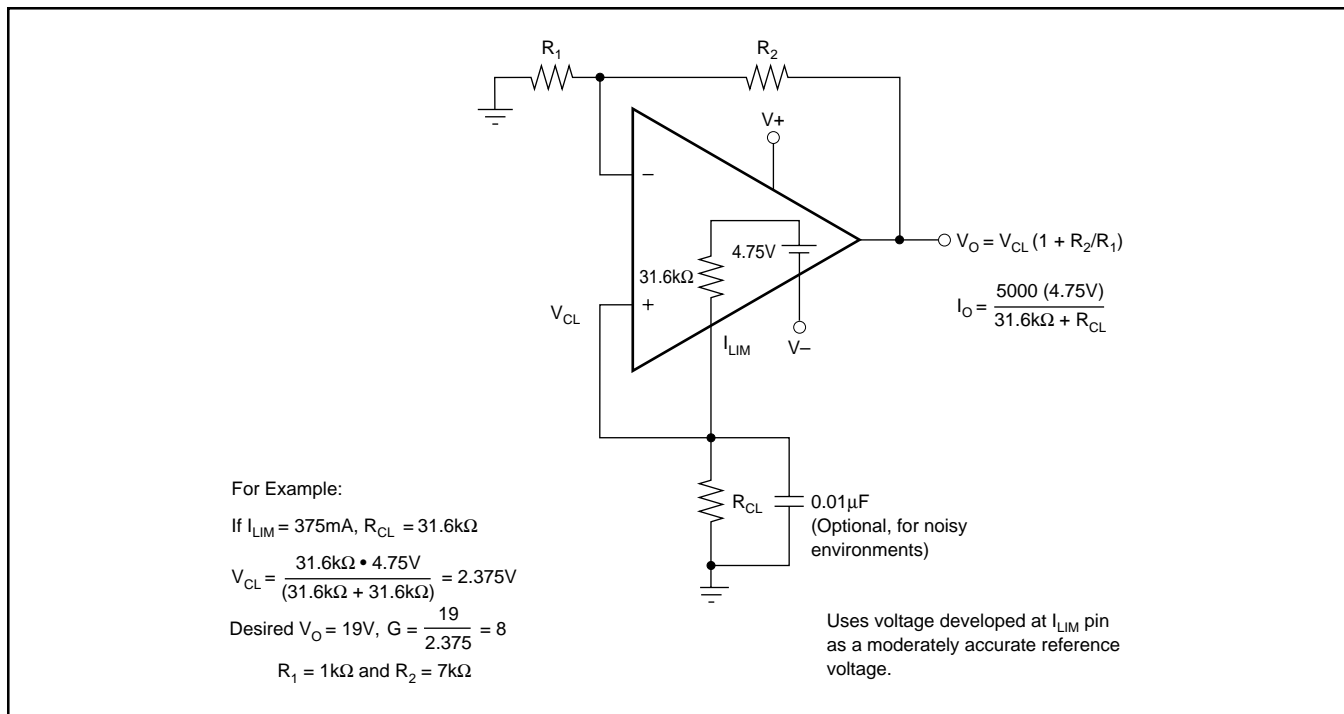 R1
R2
V+
−
4.75V
31.6kΩ
+
VCL
ILIM
V–
VO = VCL (1 + R2/R1)
IO = 5000 (4.75V) / 31.6kΩ + RCL
RCL
0.01µF
(Optional, for noisy
environments)
For Example:
If ILIM = 375mA, RCL = 31.6kΩ
VCL = 31.6kΩ • 4.75V / (31.6kΩ + 31.6kΩ) = 2.375V
Desired VO = 19V, G = 19 / 2.375 = 8
R1 = 1kΩ and R2 = 7kΩ
Uses voltage developed at ILIM pin
as a moderately accurate reference
voltage.